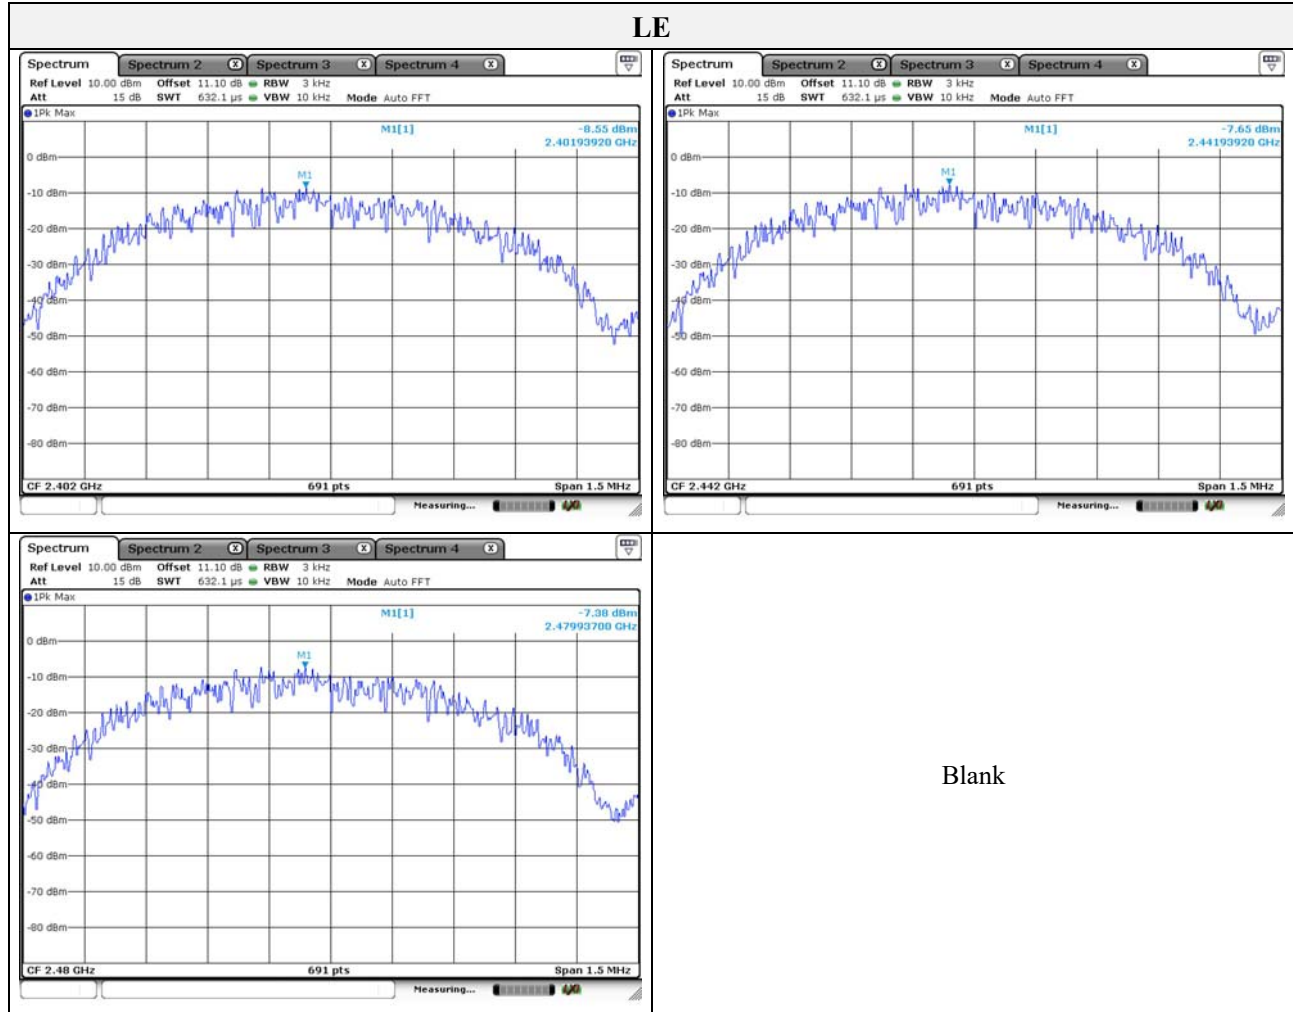 LE
Spectrum Spectrum 2 X Spectrum 3 X Spectrum 4 X
Ref Level 10.00 dBm Offset 11.10 dB RBW 3 kHz
Att 15 dB SWT 632.1 µs VBW 10 kHz Mode Auto FFT
1Pk Max
M1[1] -8.55 dBm
2.40193920 GHz
0 dBm
M1
-10 dBm
-20 dBm
-30 dBm
-40 dBm
-50 dBm
-60 dBm
-70 dBm
-80 dBm
CF 2.402 GHz 691 pts Span 1.5 MHz
Measuring...
Spectrum Spectrum 2 X Spectrum 3 X Spectrum 4 X
Ref Level 10.00 dBm Offset 11.10 dB RBW 3 kHz
Att 15 dB SWT 632.1 µs VBW 10 kHz Mode Auto FFT
1Pk Max
M1[1] -7.65 dBm
2.44193920 GHz
0 dBm
M1
-10 dBm
-20 dBm
-30 dBm
-40 dBm
-50 dBm
-60 dBm
-70 dBm
-80 dBm
CF 2.442 GHz 691 pts Span 1.5 MHz
Measuring...
Spectrum Spectrum 2 X Spectrum 3 X Spectrum 4 X
Ref Level 10.00 dBm Offset 11.10 dB RBW 3 kHz
Att 15 dB SWT 632.1 µs VBW 10 kHz Mode Auto FFT
1Pk Max
M1[1] -7.38 dBm
2.47993700 GHz
0 dBm
M1
-10 dBm
-20 dBm
-30 dBm
-40 dBm
-50 dBm
-60 dBm
-70 dBm
-80 dBm
CF 2.48 GHz 691 pts Span 1.5 MHz
Measuring...
Blank